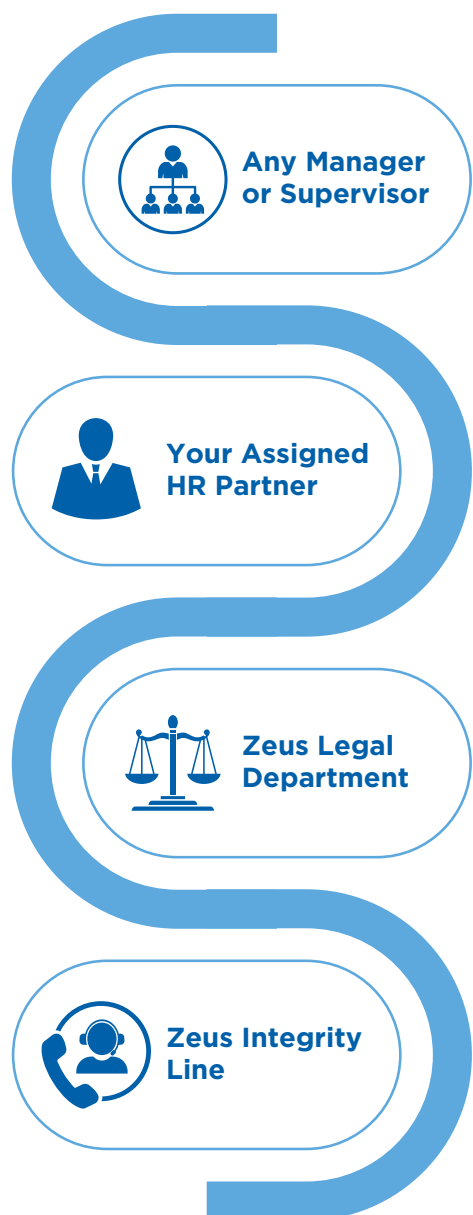 Any Manager
or Supervisor
Your Assigned
HR Partner
Zeus Legal
Department
Zeus Integrity
Line